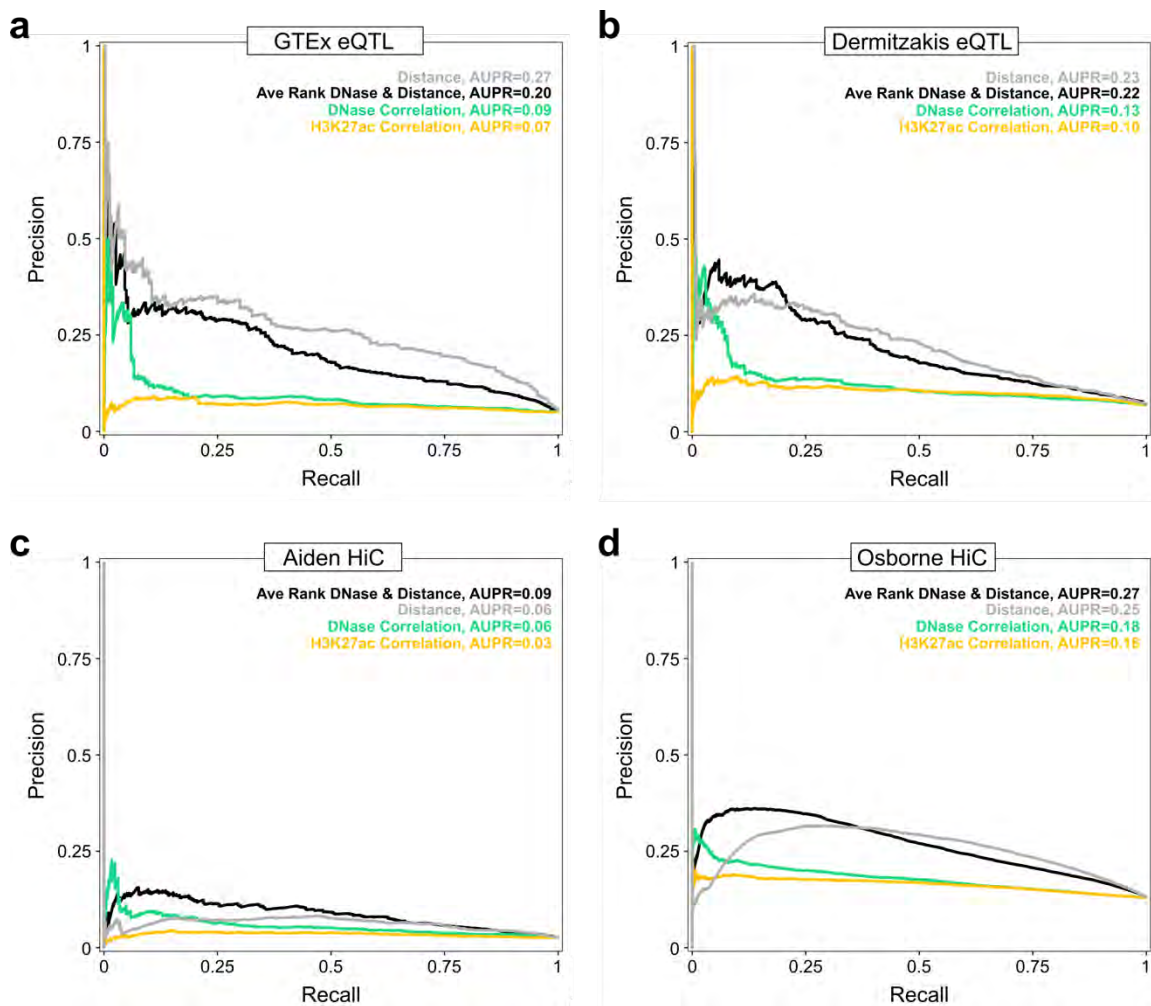 a
GTEx eQTL
Distance, AUPR=0.27
Ave Rank DNase & Distance, AUPR=0.20
DNase Correlation, AUPR=0.09
H3K27ac Correlation, AUPR=0.07
Precision
1
0.75
0.5
0.25
0
0 0.25 0.5 0.75 1
Recall
b
Dermitzakis eQTL
Distance, AUPR=0.23
Ave Rank DNase & Distance, AUPR=0.22
DNase Correlation, AUPR=0.13
H3K27ac Correlation, AUPR=0.10
Precision
1
0.75
0.5
0.25
0
0 0.25 0.5 0.75 1
Recall
c
Aiden HiC
Ave Rank DNase & Distance, AUPR=0.09
Distance, AUPR=0.06
DNase Correlation, AUPR=0.06
H3K27ac Correlation, AUPR=0.03
Precision
1
0.75
0.5
0.25
0
0 0.25 0.5 0.75 1
Recall
d
Osborne HiC
Ave Rank DNase & Distance, AUPR=0.27
Distance, AUPR=0.25
DNase Correlation, AUPR=0.18
H3K27ac Correlation, AUPR=0.16
Precision
1
0.75
0.5
0.25
0
0 0.25 0.5 0.75 1
Recall